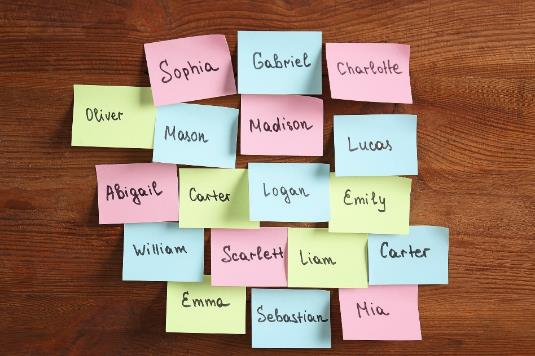 Sophia
Gabriel
Charlotte
Oliver
Mason
Madison
Lucas
Abigail
Carter
Logan
Emily
William
Scarlett
Liam
Carter
Emma
Sebastian
Mia